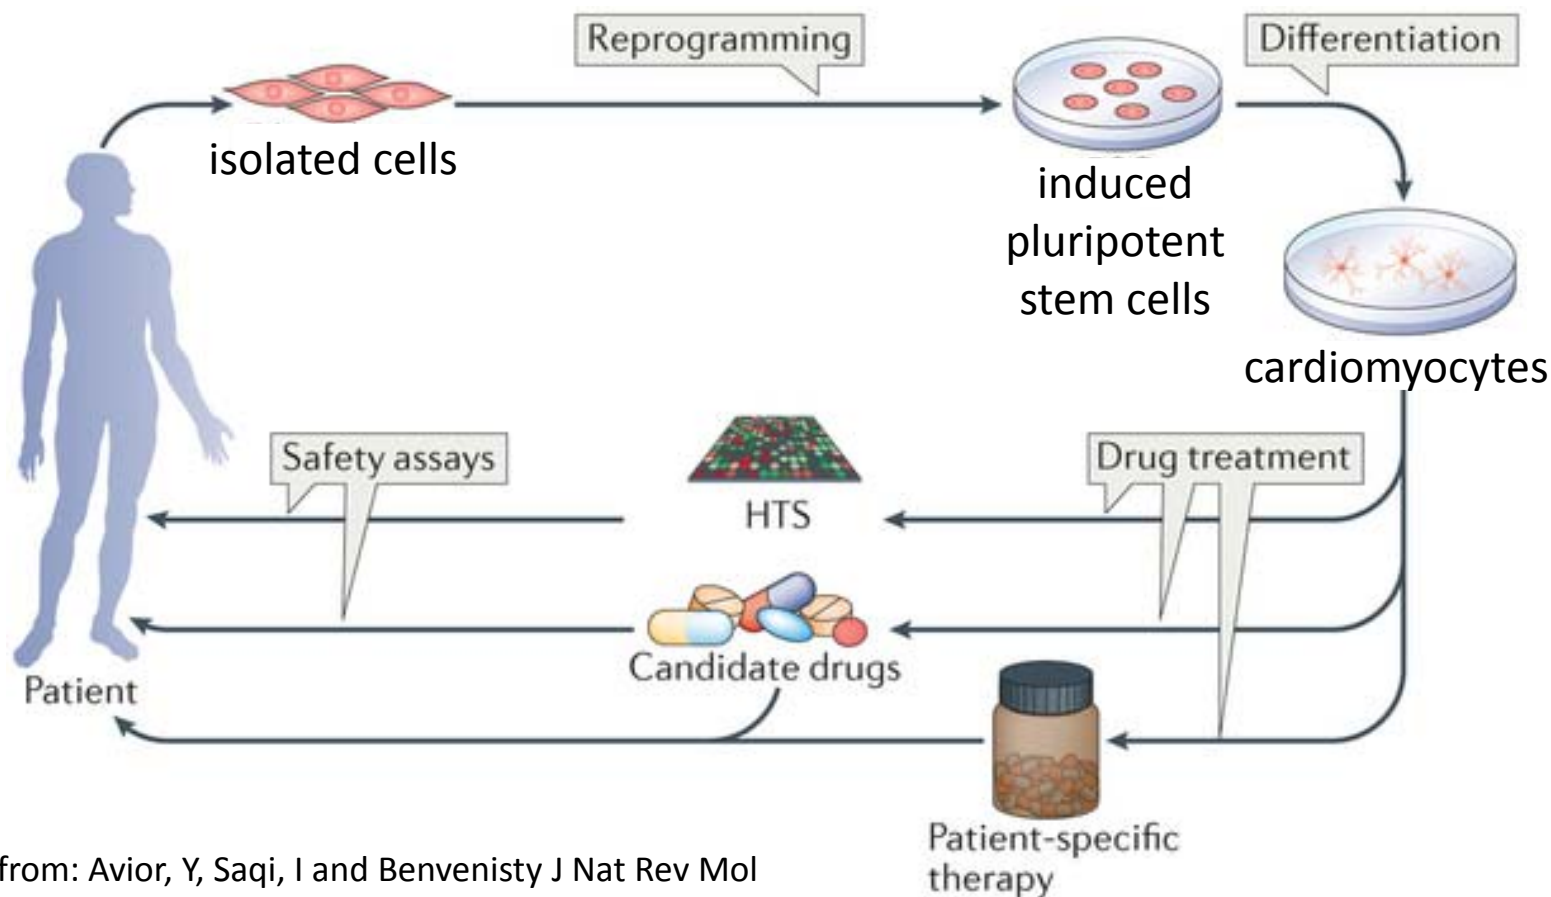 Reprogramming
Differentiation
isolated cells
induced
pluripotent
stem cells
cardiomyocytes
Safety assays
Drug treatment
HTS
Candidate drugs
Patient
Patient-specific
therapy
from: Avior, Y, Saqi, I and Benvenisty J Nat Rev Mol